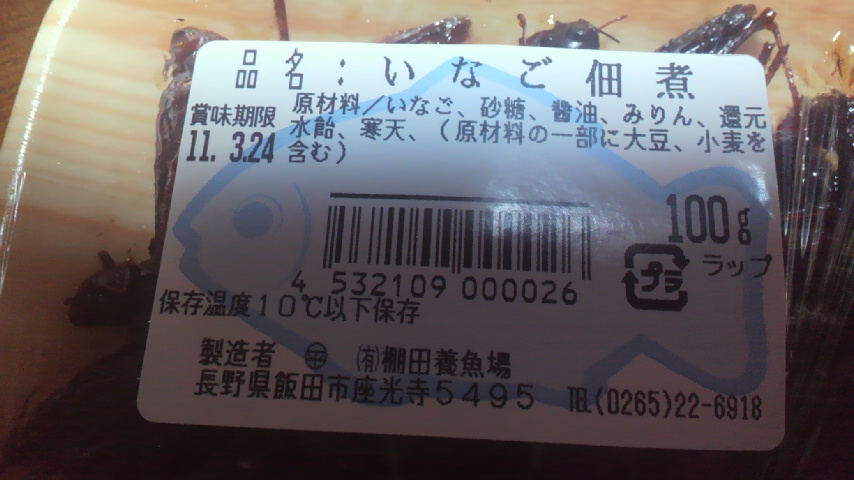 品名：いなご佃煮
賞味期限
11. 3.24
原材料／いなご、砂糖、醤油、みりん、還元
水飴、寒天、（原材料の一部に大豆、小麦を
含む）
100g
プラ
ラップ
4 532109 000026
保存温度１０℃以下保存
製造者 ㊤ ㈲棚田養魚場
長野県飯田市座光寺５４９５ TEL(0265)22-6918